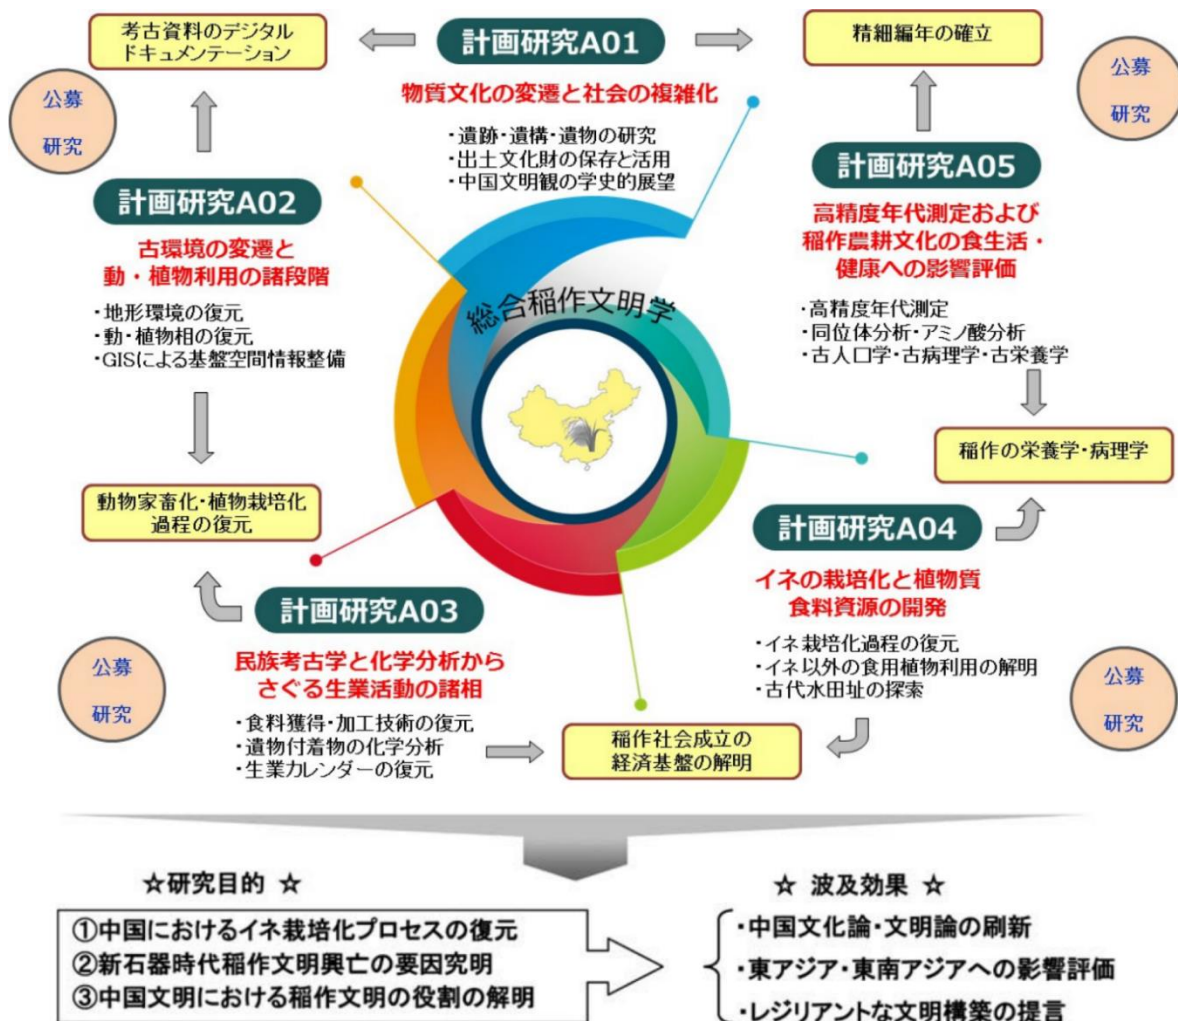 考古資料のデジタル
ドキュメンテーション
計画研究A01
精細編年の確立
公募
研究
公募
研究
物質文化の変遷と社会の複雑化
・遺跡・遺構・遺物の研究
・出土文化財の保存と活用
・中国文明観の学史的展望
計画研究A02
古環境の変遷と
動・植物利用の諸段階
・地形環境の復元
・動・植物相の復元
・GISによる基盤空間情報整備
計画研究A05
高精度年代測定および
稲作農耕文化の食生活・
健康への影響評価
・高精度年代測定
・同位体分析・アミノ酸分析
・古人口学・古病理学・古栄養学
総合稲作文明学
稲作の栄養学・病理学
動物家畜化・植物栽培化
過程の復元
計画研究A04
イネの栽培化と植物質
食料資源の開発
・イネ栽培化過程の復元
・イネ以外の食用植物利用の解明
・古代水田址の探索
計画研究A03
民族考古学と化学分析から
さぐる生業活動の諸相
・食料獲得・加工技術の復元
・遺物付着物の化学分析
・生業カレンダーの復元
公募
研究
公募
研究
稲作社会成立の
経済基盤の解明
☆研究目的 ☆
①中国におけるイネ栽培化プロセスの復元
②新石器時代稲作文明興亡の要因究明
③中国文明における稲作文明の役割の解明
☆ 波及効果 ☆
・中国文化論・文明論の刷新
・東アジア・東南アジアへの影響評価
・レジリアントな文明構築の提言